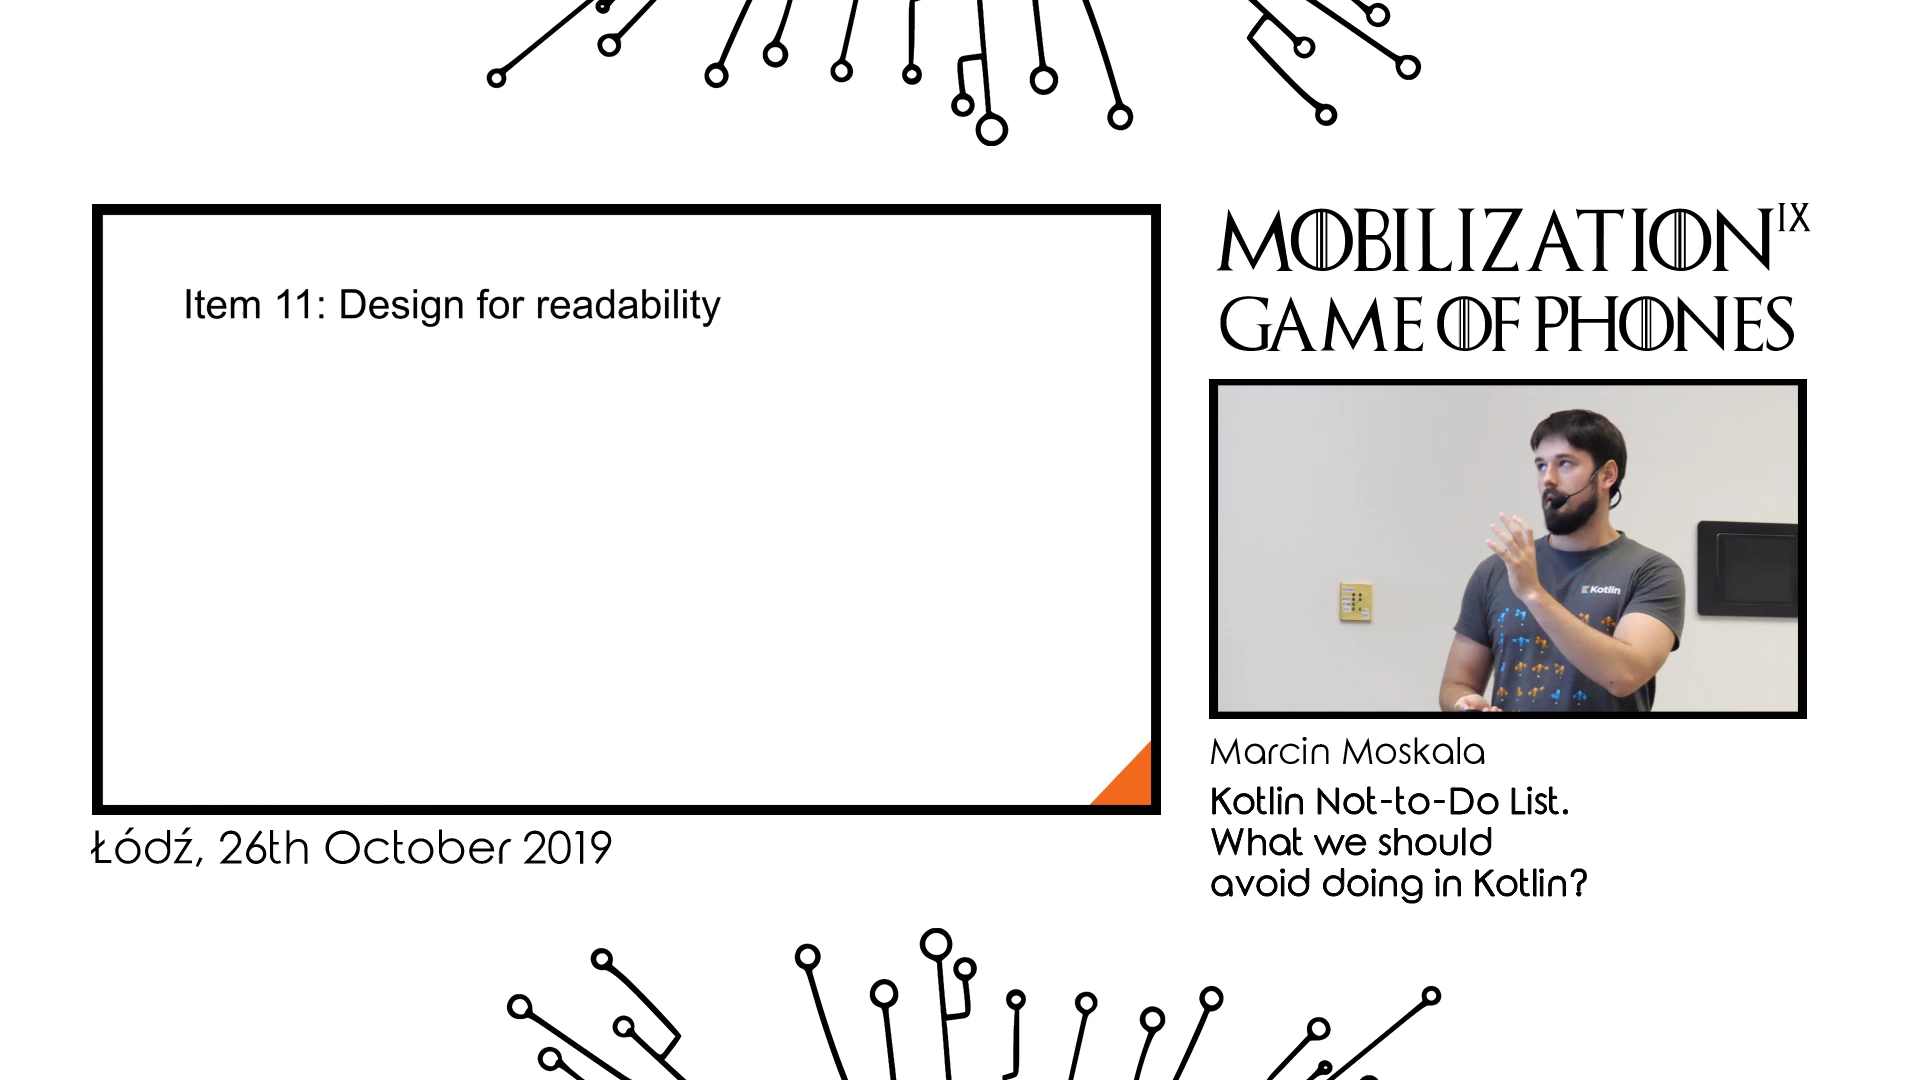 MOBILIZATION IX
GAME OF PHONES
Item 11: Design for readability
Kotlin
Marcin Moskala
Kotlin Not-to-Do List.
What we should
avoid doing in Kotlin?
Łódź, 26th October 2019